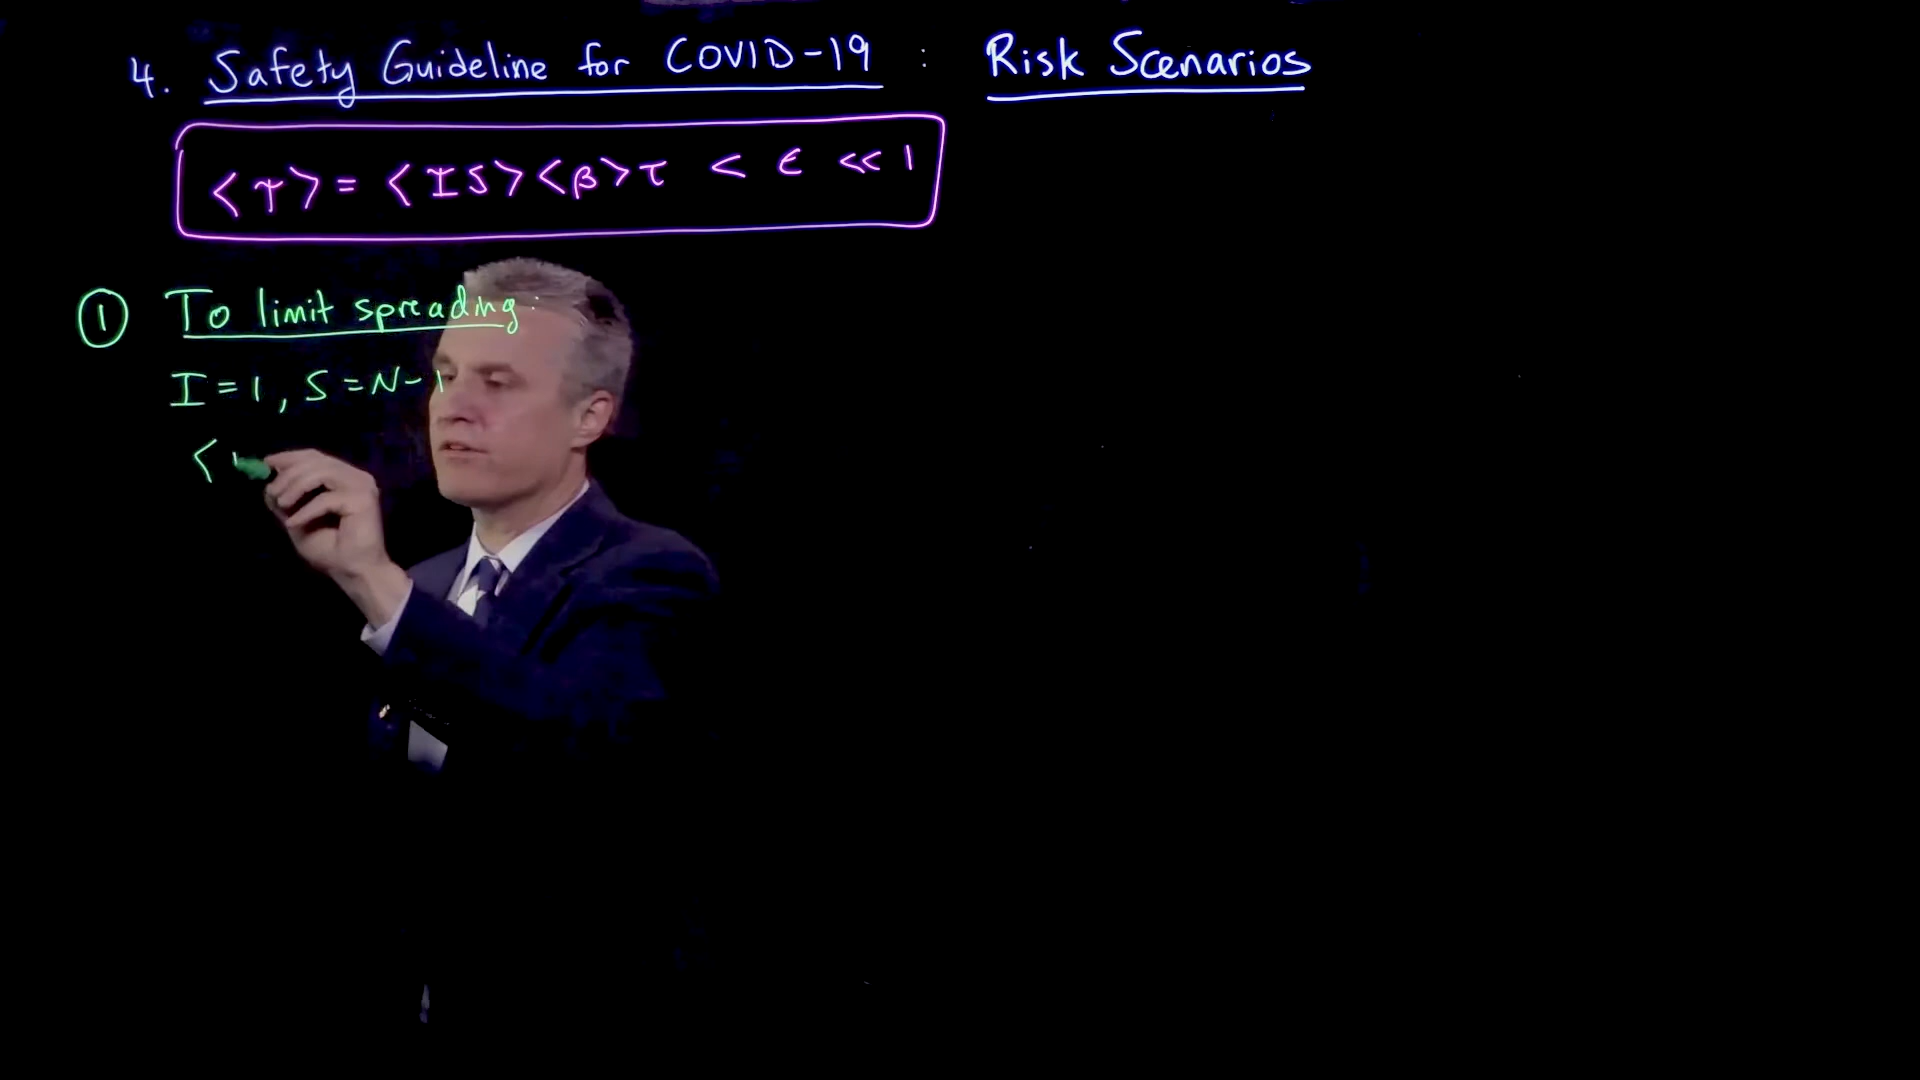 4. Safety Guideline for COVID-19 : Risk Scenarios
<T> = <IS><β>τ < ϵ << 1
① To limit spreading:
I = 1, S = N-1
<